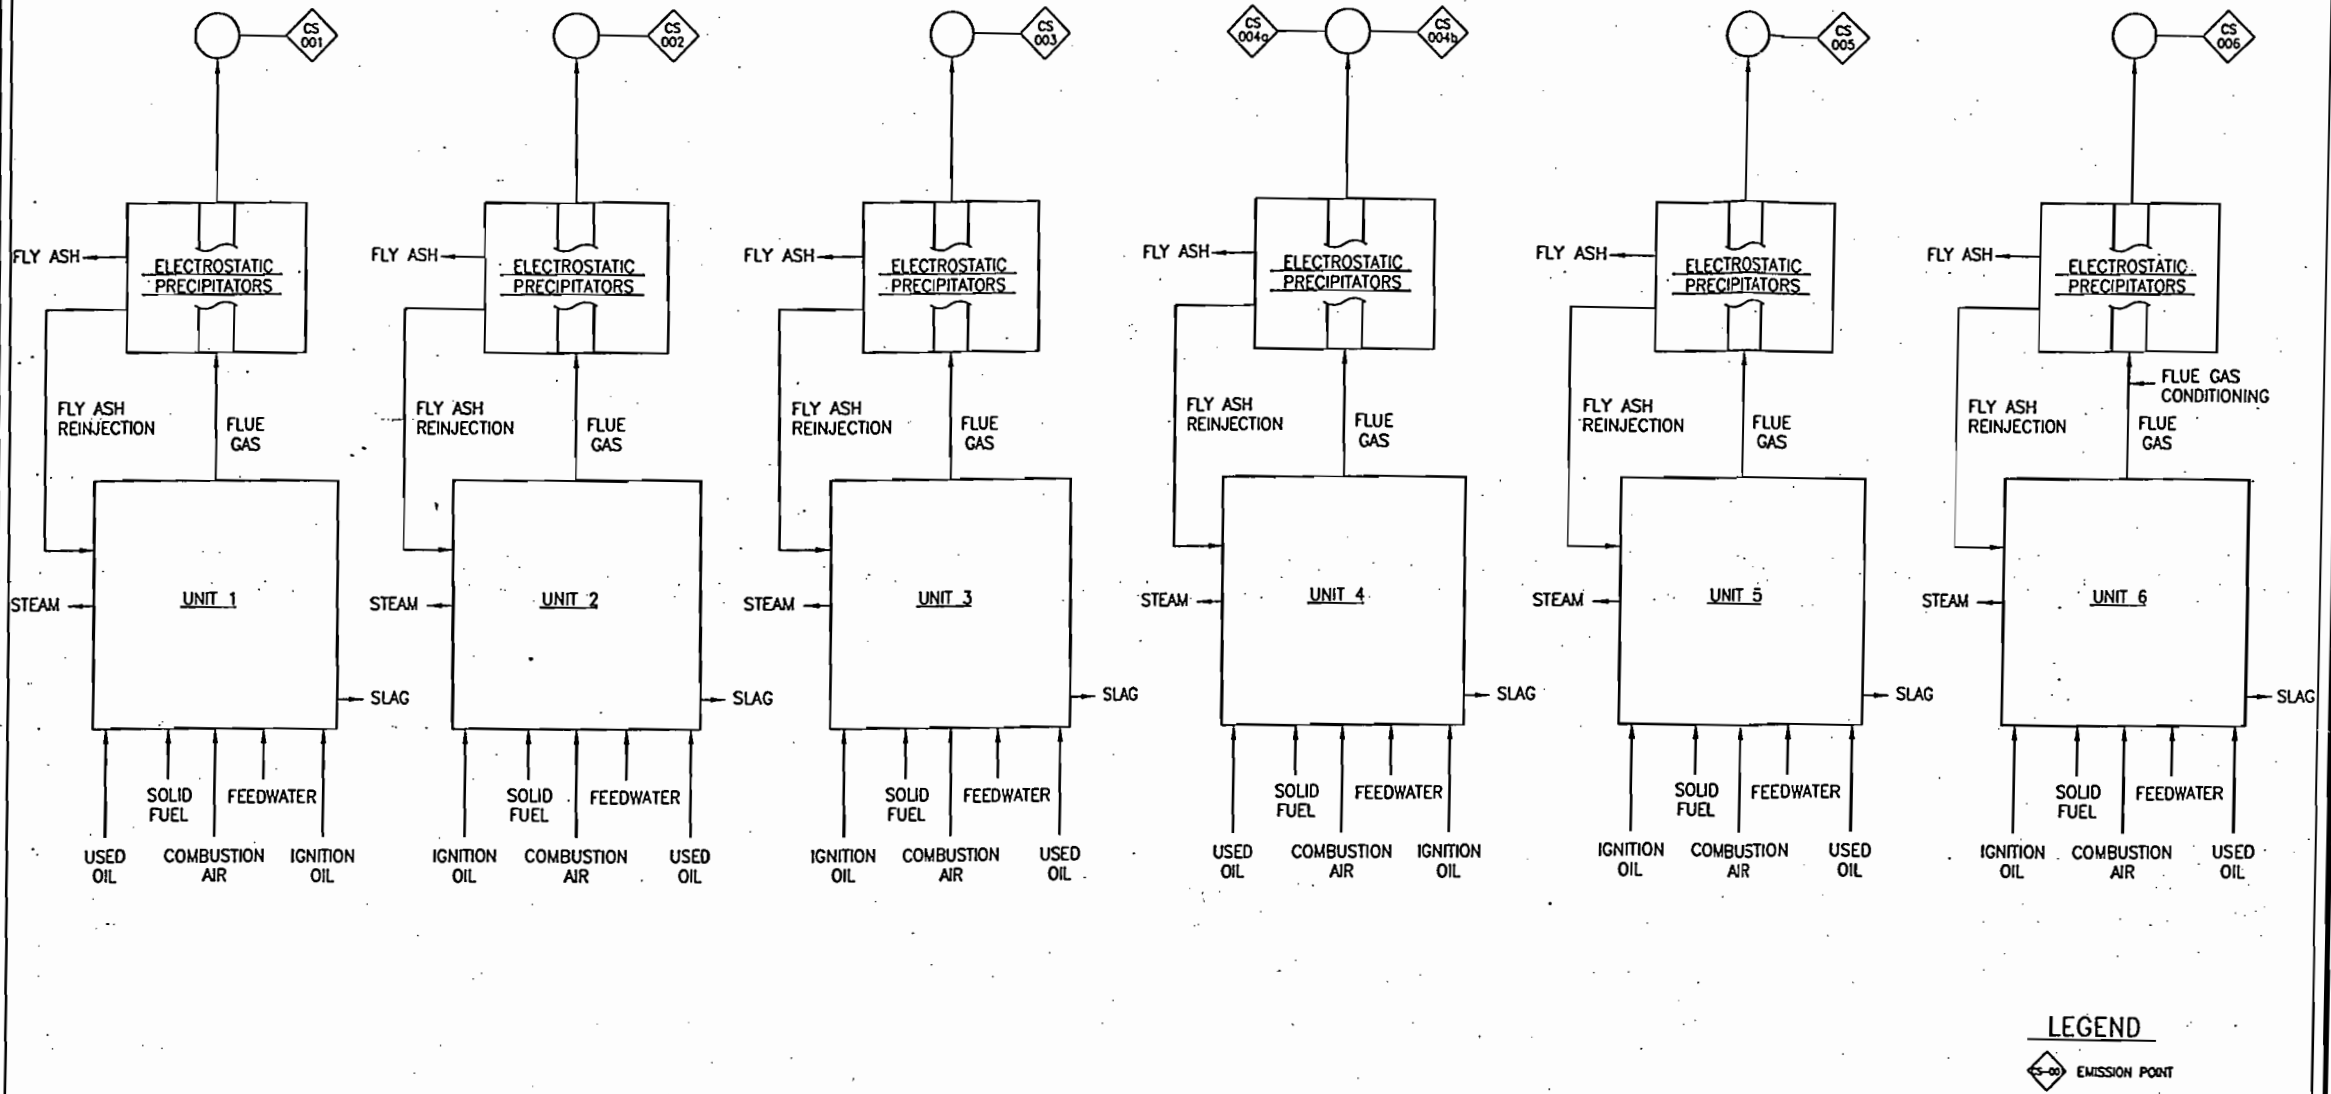 CS
001
CS
002
CS
003
CS
004a
CS
004b
CS
005
CS
006
FLY ASH
ELECTROSTATIC
PRECIPITATORS
FLY ASH
ELECTROSTATIC
PRECIPITATORS
FLY ASH
ELECTROSTATIC
PRECIPITATORS
FLY ASH
ELECTROSTATIC
PRECIPITATORS
FLY ASH
ELECTROSTATIC
PRECIPITATORS
FLY ASH
ELECTROSTATIC
PRECIPITATORS
FLY ASH
REINJECTION
FLUE
GAS
FLY ASH
REINJECTION
FLUE
GAS
FLY ASH
REINJECTION
FLUE
GAS
FLY ASH
REINJECTION
FLUE
GAS
FLY ASH
REINJECTION
FLUE
GAS
FLUE GAS
CONDITIONING
FLY ASH
REINJECTION
FLUE
GAS
STEAM
UNIT 1
STEAM
UNIT 2
STEAM
UNIT 3
STEAM
UNIT 4
STEAM
UNIT 5
STEAM
UNIT 6
SLAG
SLAG
SLAG
SLAG
SLAG
SLAG
SOLID
FUEL
FEEDWATER
SOLID
FUEL
FEEDWATER
SOLID
FUEL
FEEDWATER
SOLID
FUEL
FEEDWATER
SOLID
FUEL
FEEDWATER
SOLID
FUEL
FEEDWATER
USED
OIL
COMBUSTION
AIR
IGNITION
OIL
IGNITION
OIL
COMBUSTION
AIR
USED
OIL
IGNITION
OIL
COMBUSTION
AIR
USED
OIL
USED
OIL
COMBUSTION
AIR
IGNITION
OIL
IGNITION
OIL
COMBUSTION
AIR
USED
OIL
IGNITION
OIL
COMBUSTION
AIR
USED
OIL
LEGEND
CS-00
EMISSION POINT